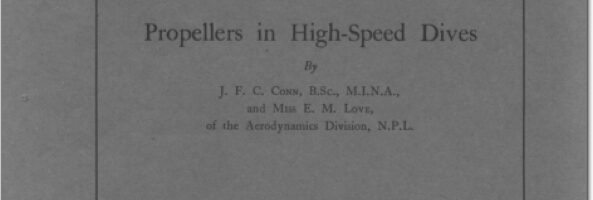 Propellers in High-Speed Dives
By
J. F. C. Conn, B.Sc., M.I.N.A.,
and Miss E. M. Love,
of the Aerodynamics Division, N.P.L.